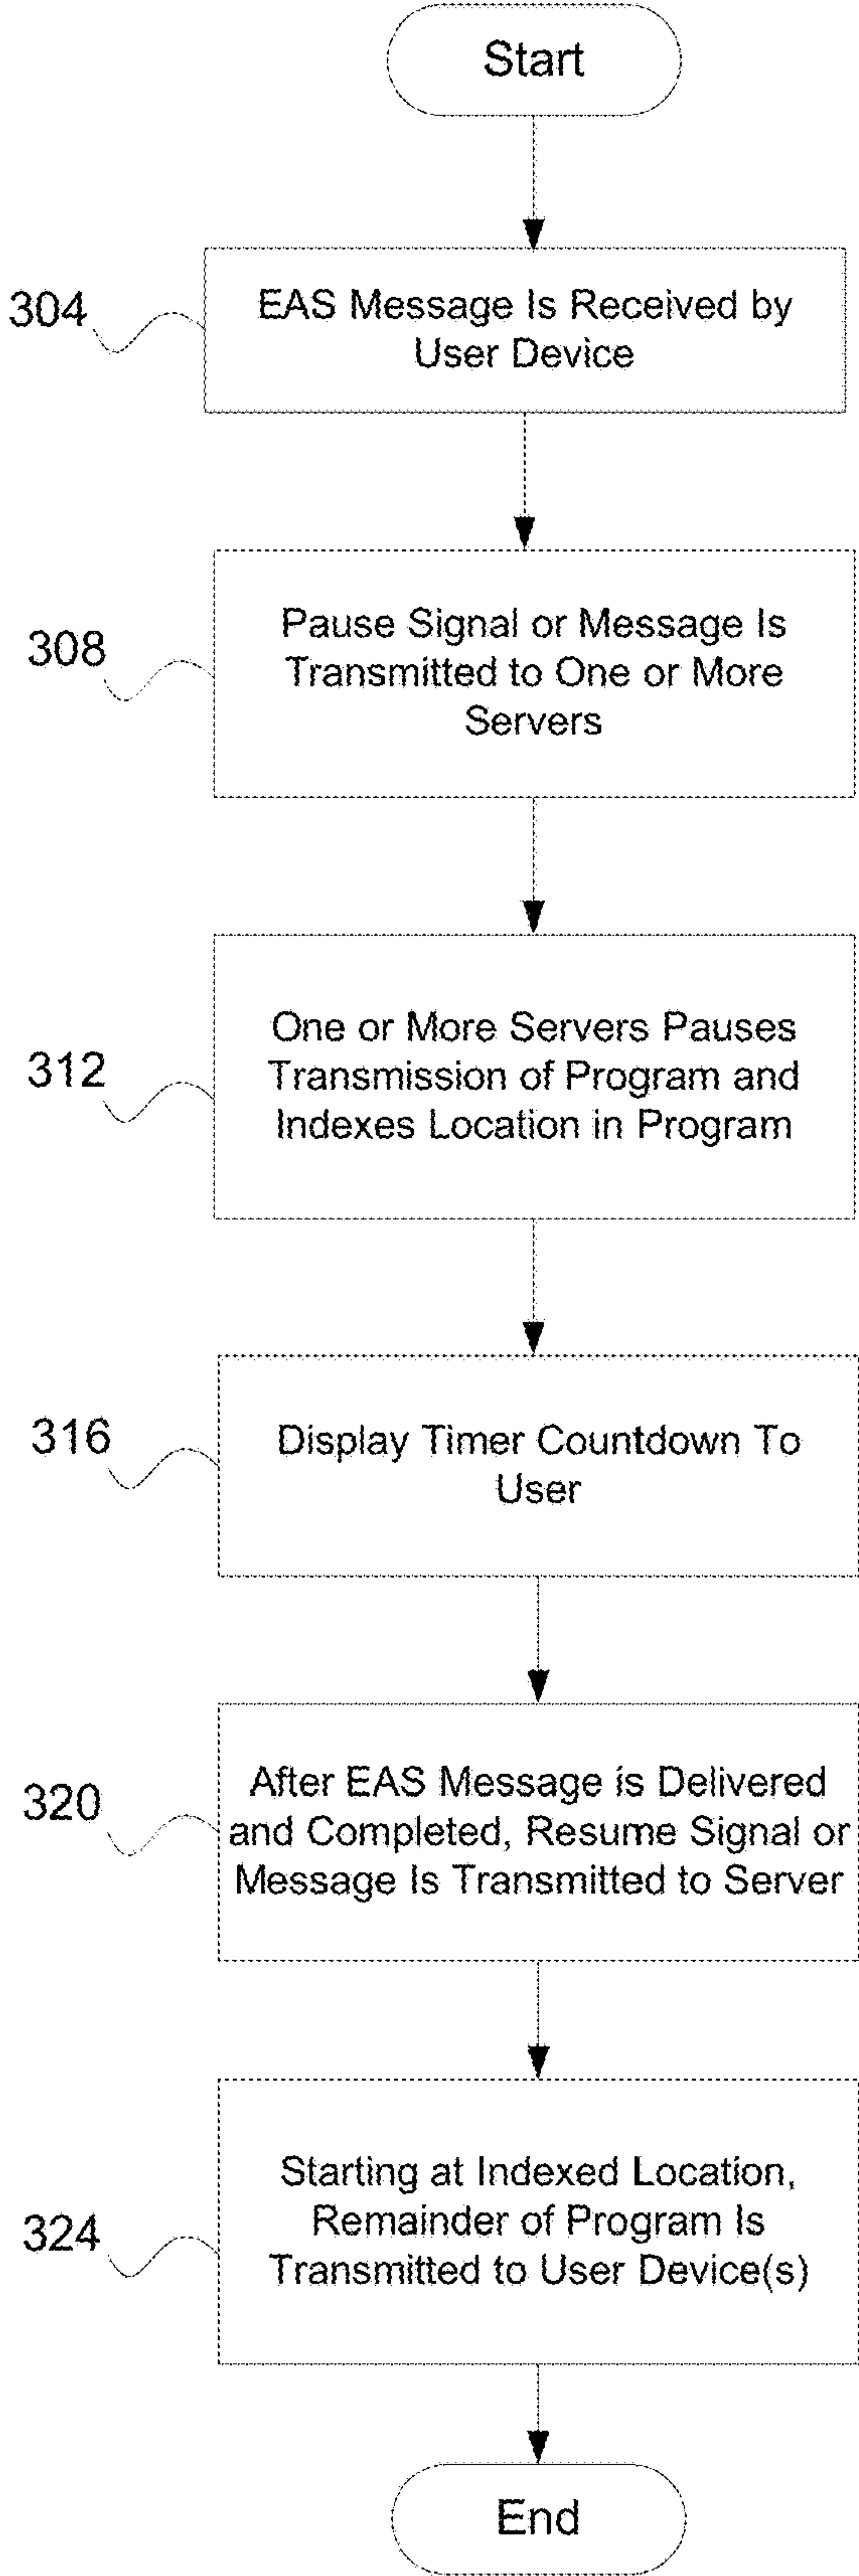 Start
304
EAS Message Is Received by
User Device
308
Pause Signal or Message Is
Transmitted to One or More
Servers
312
One or More Servers Pauses
Transmission of Program and
Indexes Location in Program
316
Display Timer Countdown To
User
320
After EAS Message is Delivered
and Completed, Resume Signal or
Message Is Transmitted to Server
324
Starting at Indexed Location,
Remainder of Program Is
Transmitted to User Device(s)
End